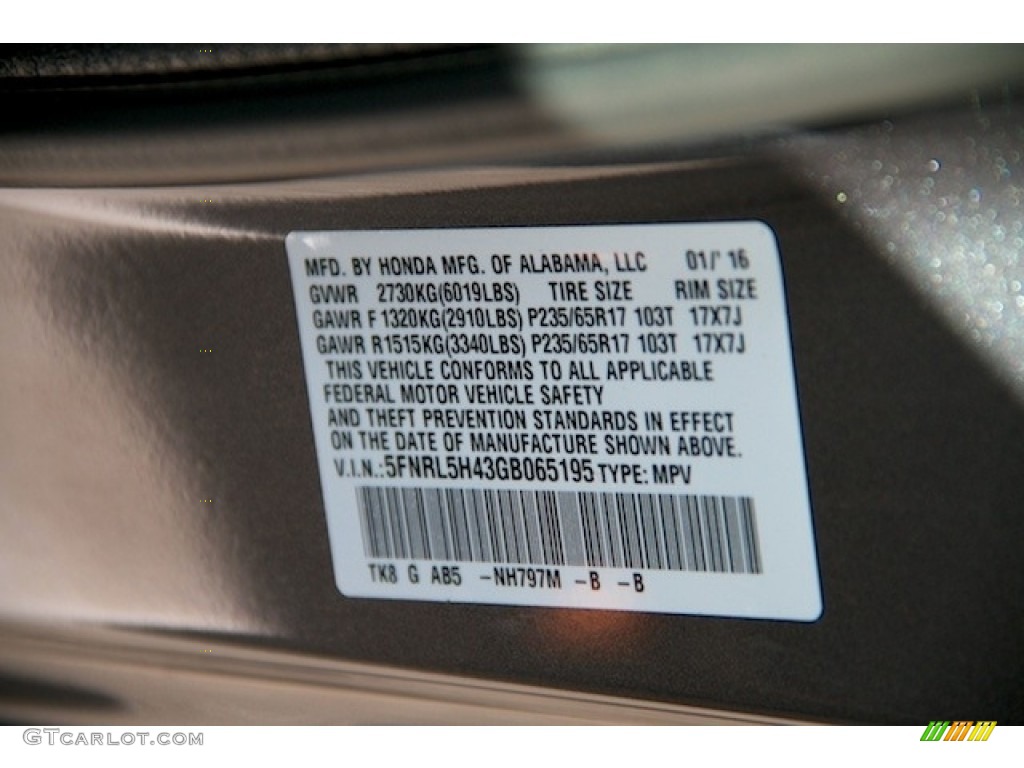 MFD. BY HONDA MFG. OF ALABAMA, LLC 01/' 16
GVWR 2730KG(6019LBS) TIRE SIZE RIM SIZE
GAWR F 1320KG(2910LBS) P235/65R17 103T 17X7J
GAWR R1515KG(3340LBS) P235/65R17 103T 17X7J
THIS VEHICLE CONFORMS TO ALL APPLICABLE
FEDERAL MOTOR VEHICLE SAFETY
AND THEFT PREVENTION STANDARDS IN EFFECT
ON THE DATE OF MANUFACTURE SHOWN ABOVE.
V.I.N.:5FNRL5H43GB065195 TYPE: MPV
TK8 G AB5 -NH797M -B -B
GTcarlot.com